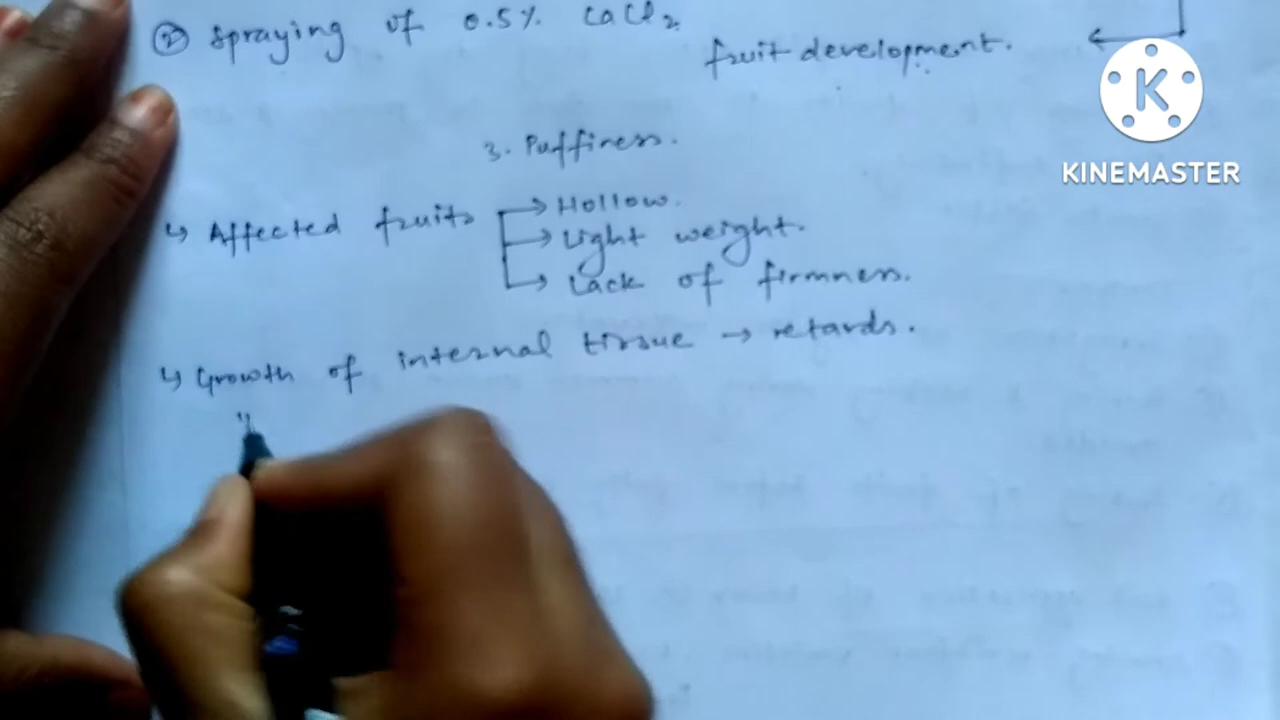 ② Spraying of 0.5% CaCl₂
fruit development.
K
KINEMASTER
3. Puffiness.
↳ Affected fruits → Hollow.
→ Light weight.
→ Lack of firmness.
↳ Growth of internal tissue → retards.
"